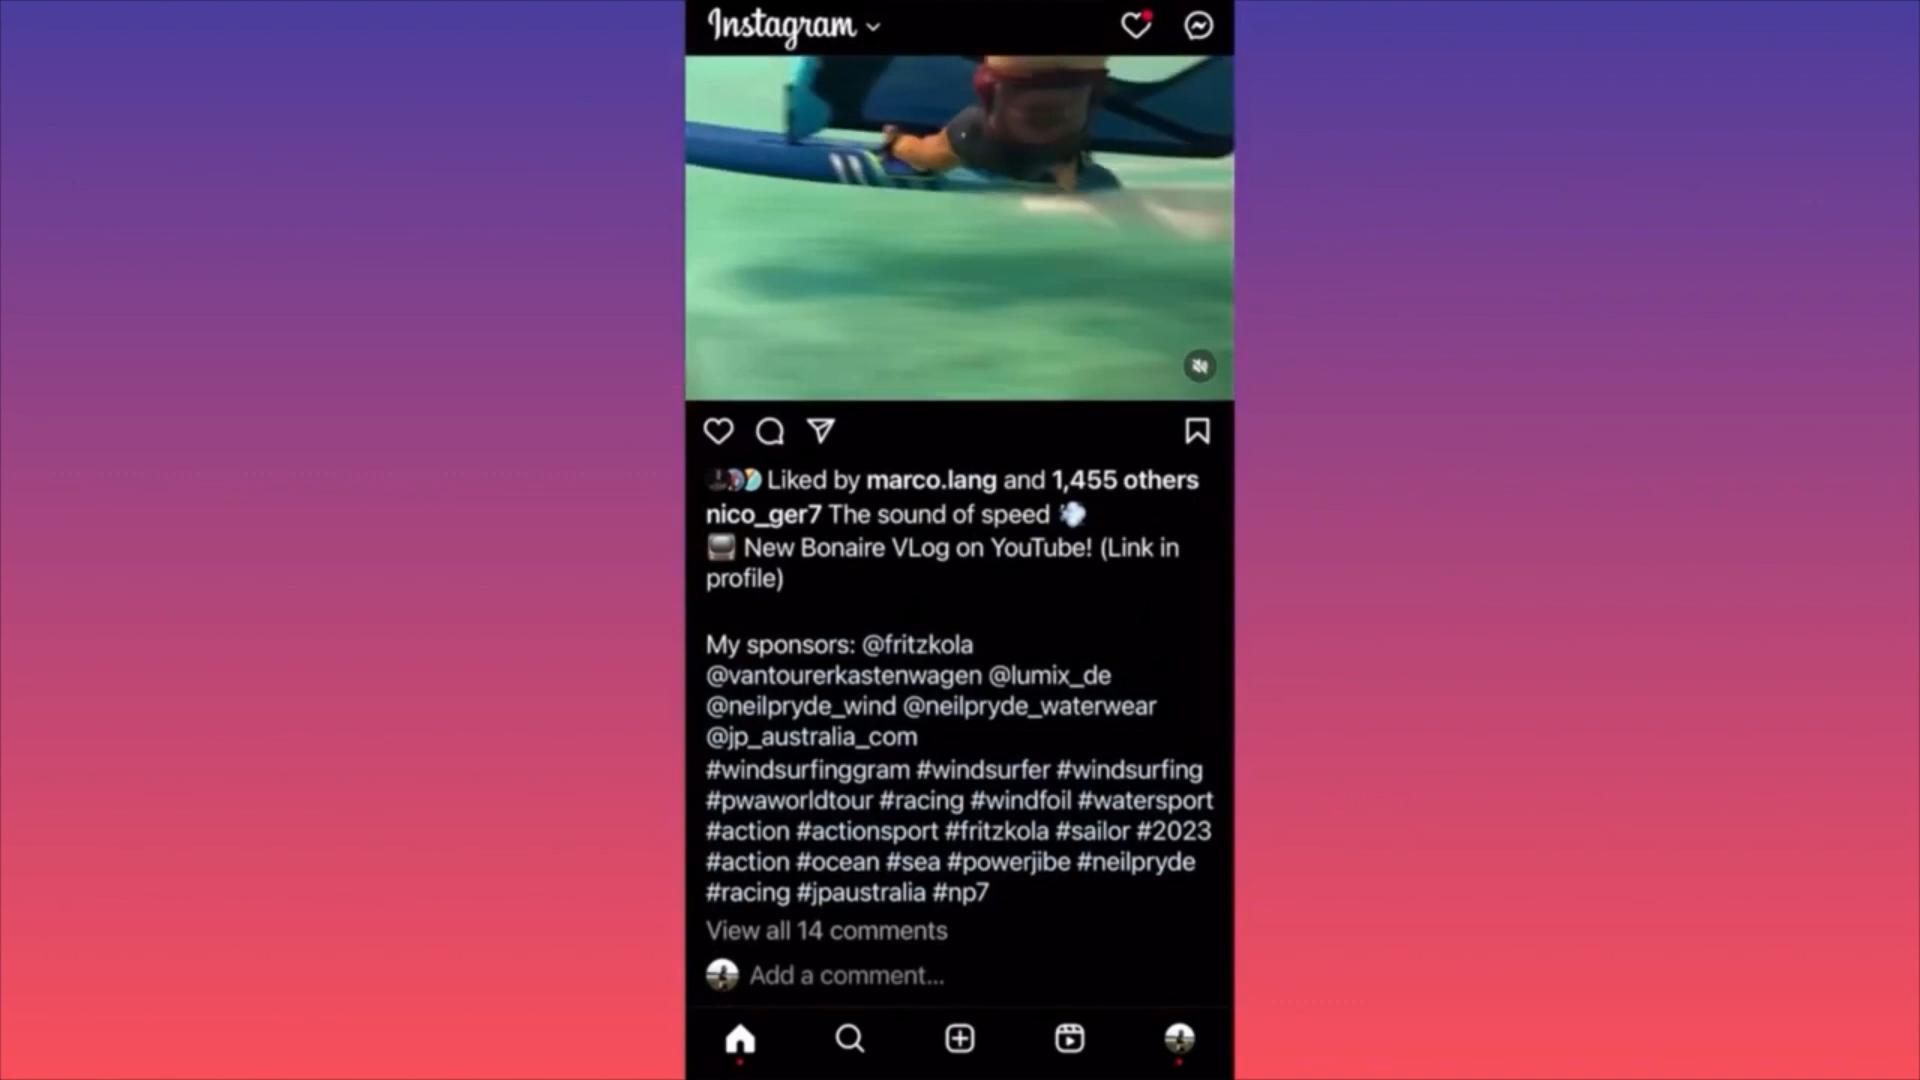 Instagram
Liked by marco.lang and 1,455 others
nico_ger7 The sound of speed 💨
📺 New Bonaire VLog on YouTube! (Link in
profile)
My sponsors: @fritzkola
@vantourerkastenwagen @lumix_de
@neilpryde_wind @neilpryde_waterwear
@jp_australia_com
#windsurfinggram #windsurfer #windsurfing
#pwaworldtour #racing #windfoil #watersport
#action #actionsport #fritzkola #sailor #2023
#action #ocean #sea #powerjibe #neilpryde
#racing #jpaustralia #np7
View all 14 comments
Add a comment...